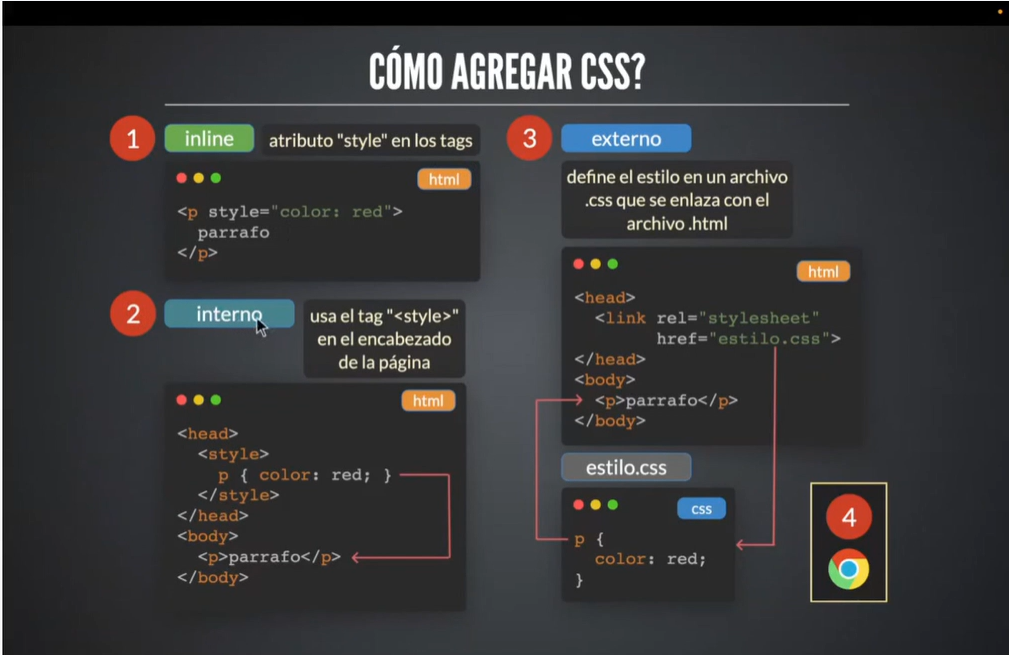 CÓMO AGREGAR CSS?
1
inline
atributo "style" en los tags
html
<p style="color: red">
parrafo
</p>
2
interno
usa el tag "<style>"
en el encabezado
de la página
html
<head>
<style>
p { color: red; }
</style>
</head>
<body>
<p>parrafo</p>
</body>
3
externo
define el estilo en un archivo
.css que se enlaza con el
archivo .html
html
<head>
<link rel="stylesheet"
href="estilo.css">
</head>
<body>
<p>parrafo</p>
</body>
estilo.css
css
p {
color: red;
}
4